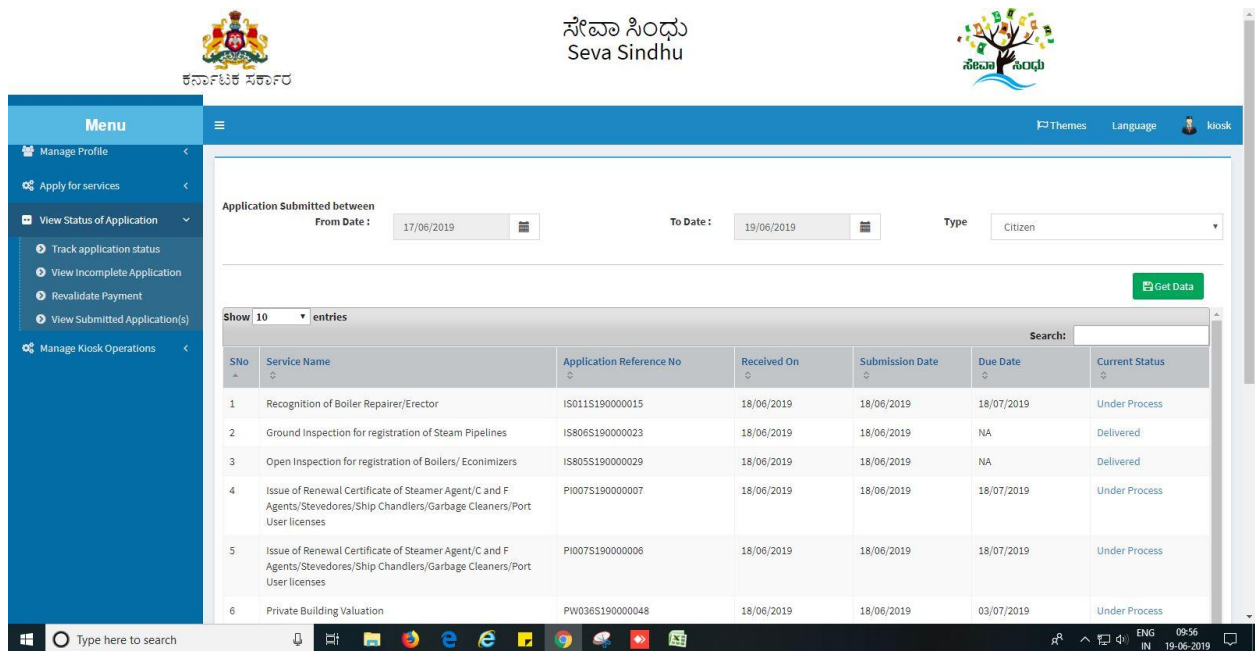 ಸೇವಾ ಸಿಂಧು
Seva Sindhu
ಕರ್ನಾಟಕ ಸರ್ಕಾರ
ಸೇವಾ ಸಿಂಧು
Menu
Themes Language kiosk
Manage Profile
Apply for services
View Status of Application
Track application status
View Incomplete Application
Revalidate Payment
View Submitted Application(s)
Manage Kiosk Operations
Application Submitted between
From Date : 17/06/2019 To Date : 19/06/2019 Type Citizen
Get Data
Show 10 entries
Search:
SNo Service Name Application Reference No Received On Submission Date Due Date Current Status
1 Recognition of Boiler Repairer/Erector IS011S190000015 18/06/2019 18/06/2019 18/07/2019 Under Process
2 Ground Inspection for registration of Steam Pipelines IS806S190000023 18/06/2019 18/06/2019 NA Delivered
3 Open Inspection for registration of Boilers/ Econimizers IS805S190000029 18/06/2019 18/06/2019 NA Delivered
4 Issue of Renewal Certificate of Steamer Agent/C and F PI007S190000007 18/06/2019 18/06/2019 18/07/2019 Under Process
Agents/Stevedores/Ship Chandlers/Garbage Cleaners/Port
User licenses
5 Issue of Renewal Certificate of Steamer Agent/C and F PI007S190000006 18/06/2019 18/06/2019 18/07/2019 Under Process
Agents/Stevedores/Ship Chandlers/Garbage Cleaners/Port
User licenses
6 Private Building Valuation PW036S190000048 18/06/2019 18/06/2019 03/07/2019 Under Process
Type here to search
ENG 09:56
IN 19-06-2019